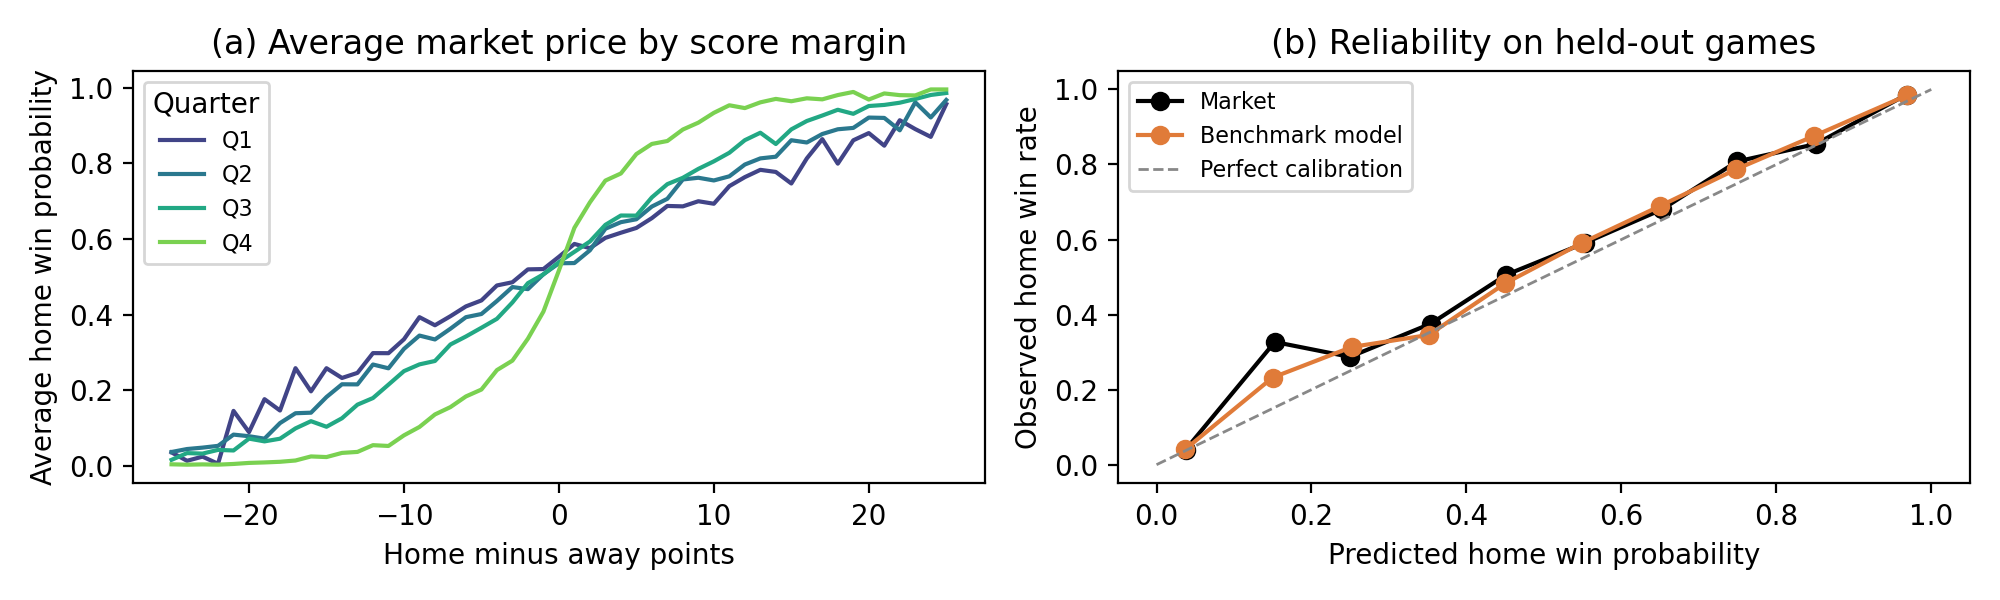 (a) Average market price by score margin
Average home win probability
1.0
0.8
0.6
0.4
0.2
0.0
Quarter
Q1
Q2
Q3
Q4
−20
−10
0
10
20
Home minus away points
(b) Reliability on held-out games
Observed home win rate
1.0
0.8
0.6
0.4
0.2
0.0
Market
Benchmark model
Perfect calibration
0.0
0.2
0.4
0.6
0.8
1.0
Predicted home win probability